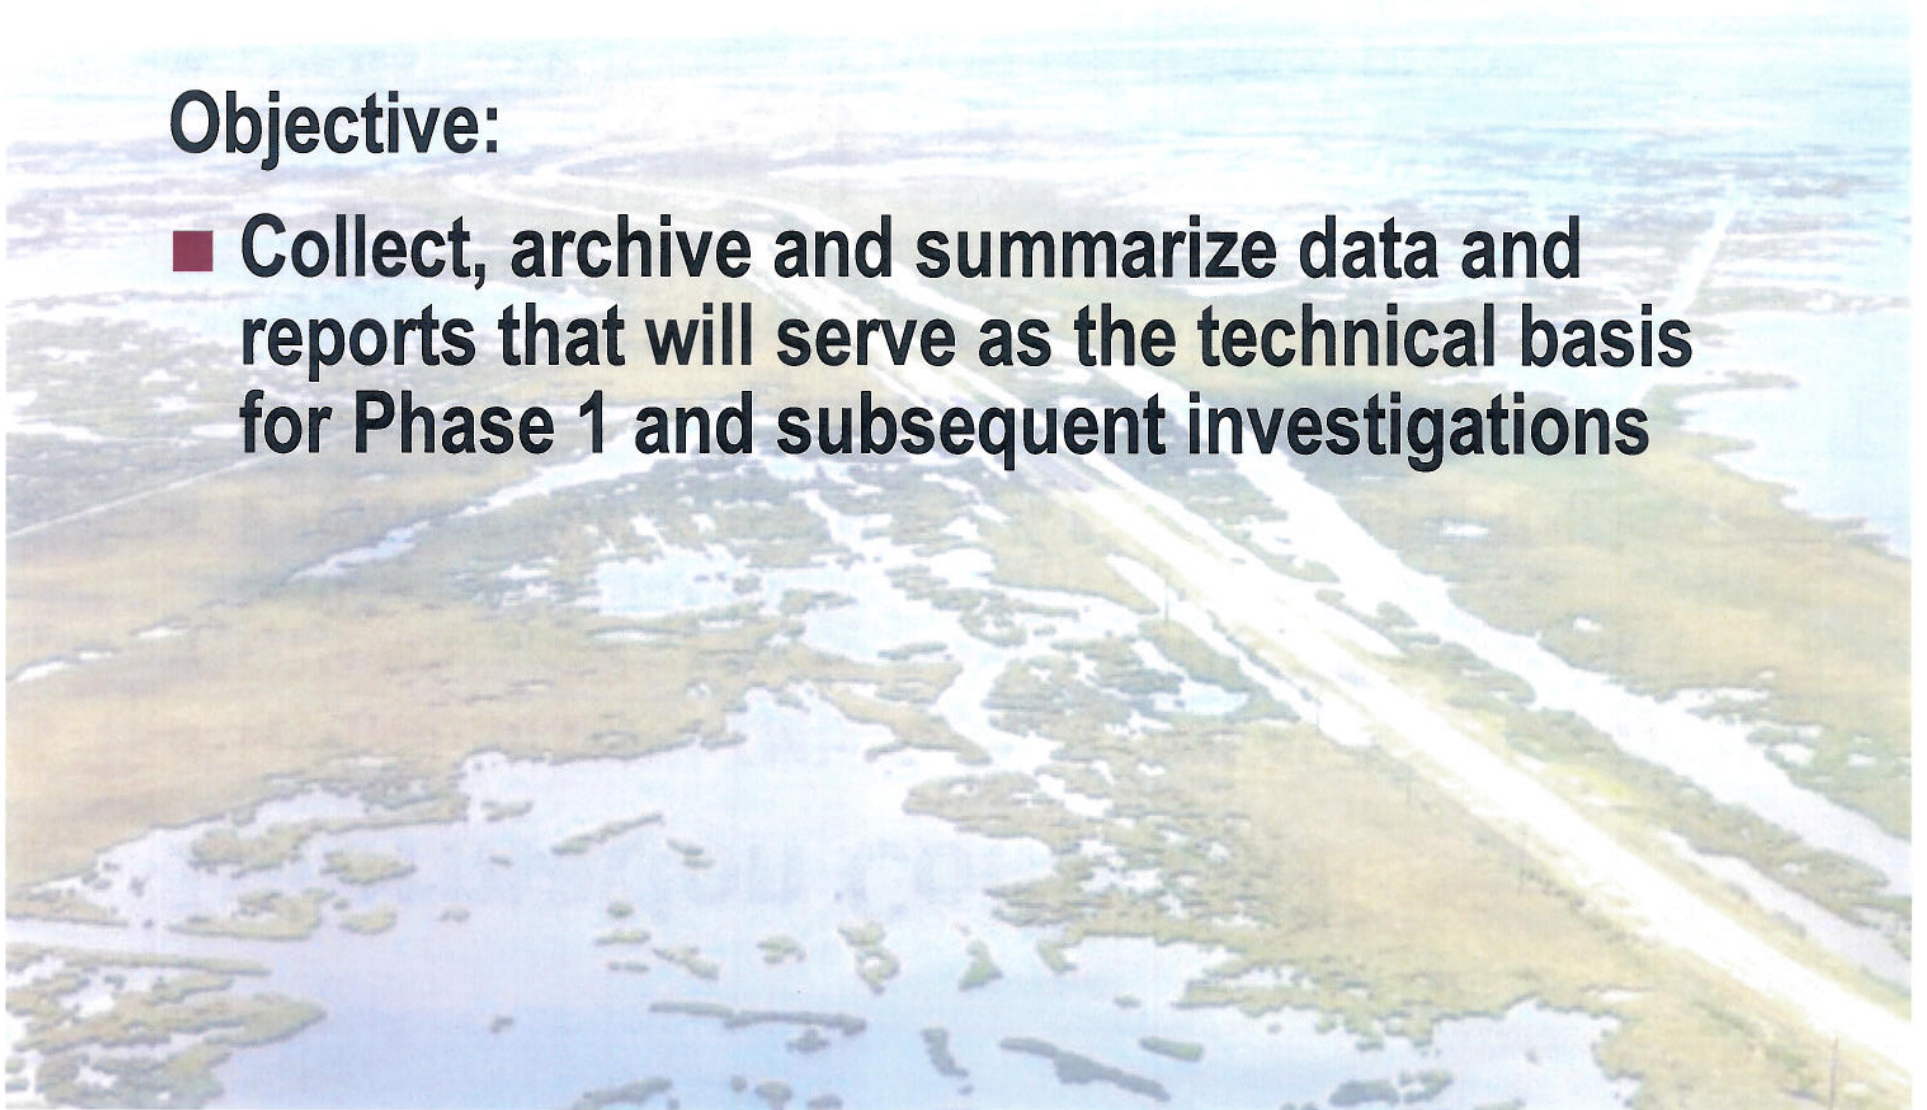 Objective:
Collect, archive and summarize data and
reports that will serve as the technical basis
for Phase 1 and subsequent investigations